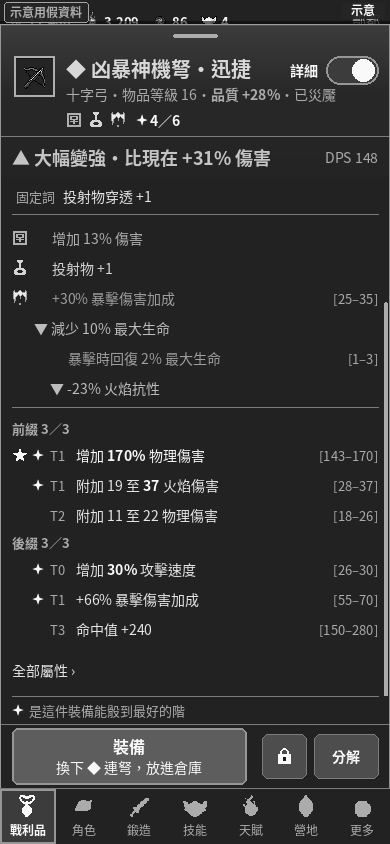 示意用假資料
3,209 86 4
示意
◆ 凶暴神機弩・迅捷
詳細
十字弓・物品等級 16・品質 +28%・已災魘
✦4／6
▲ 大幅變強・比現在 +31% 傷害
DPS 148
固定詞 投射物穿透 +1
增加 13% 傷害
投射物 +1
+30% 暴擊傷害加成 [25–35]
▼ 減少 10% 最大生命
暴擊時回復 2% 最大生命 [1–3]
▼ -23% 火焰抗性
前綴 3／3
★ ✦ T1 增加 170% 物理傷害 [143–170]
✦ T1 附加 19 至 37 火焰傷害 [28–37]
T2 附加 11 至 22 物理傷害 [18–26]
後綴 3／3
✦ T0 增加 30% 攻擊速度 [26–30]
✦ T1 +66% 暴擊傷害加成 [55–70]
T3 命中值 +240 [150–280]
全部屬性 ›
✦ 是這件裝備能骰到最好的階
裝備
換下 ◆ 連弩，放進倉庫
分解
戰利品 角色 鍛造 技能 天賦 營地 更多